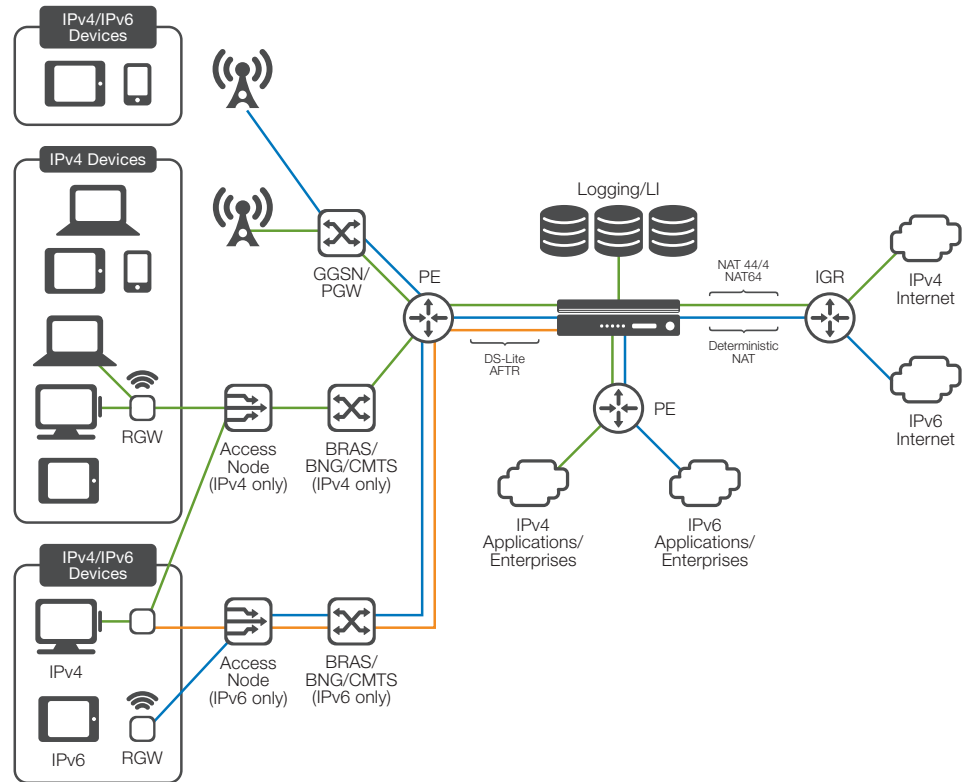 IPv4/IPv6
Devices
IPv4 Devices
RGW
IPv4/IPv6
Devices
IPv4
IPv6
RGW
GGSN/
PGW
PE
Access
Node
(IPv4 only)
BRAS/
BNG/CMTS
(IPv4 only)
Access
Node
(IPv6 only)
BRAS/
BNG/CMTS
(IPv6 only)
DS-Lite
AFTR
Logging/LI
NAT 44/4
NAT64
Deterministic
NAT
IGR
IPv4
Internet
IPv6
Internet
PE
IPv4
Applications/
Enterprises
IPv6
Applications/
Enterprises